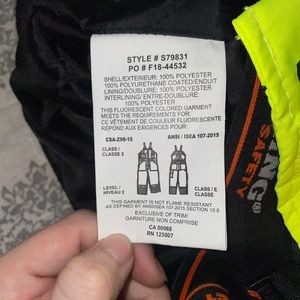 STYLE # S79831
PO # F18-44532
SHELL/EXTERIEUR: 100% POLYESTER
100% POLYURETHANE COATED/ENDUIT
LINING/DOUBLURE: 100% POLYESTER
INTERLINING/ENTRE-DOUBLURE:
100% POLYESTER
THIS FLUORESCENT COLORED GARMENT
MEETS THE REQUIREMENTS FOR:
CE VÊTEMENT DE COULEUR FLUORESCENT EST
CONFORME AUX EXIGENCES:
CSA-Z96-15
ANSI / ISEA 107-2015
CLASS /
CLASSE 2
LEVEL /
NIVEAU 2
CLASS / E
CLASSE
THIS GARMENT IS NOT FLAME RESISTANT
AS DEFINED BY ANSI/ISEA 107-2015 SECTION 10.5
EXCLUSIVE OF TRIM/
GARNITURE NON COMPRISE
CA 00068
RN 125007
SAFETY